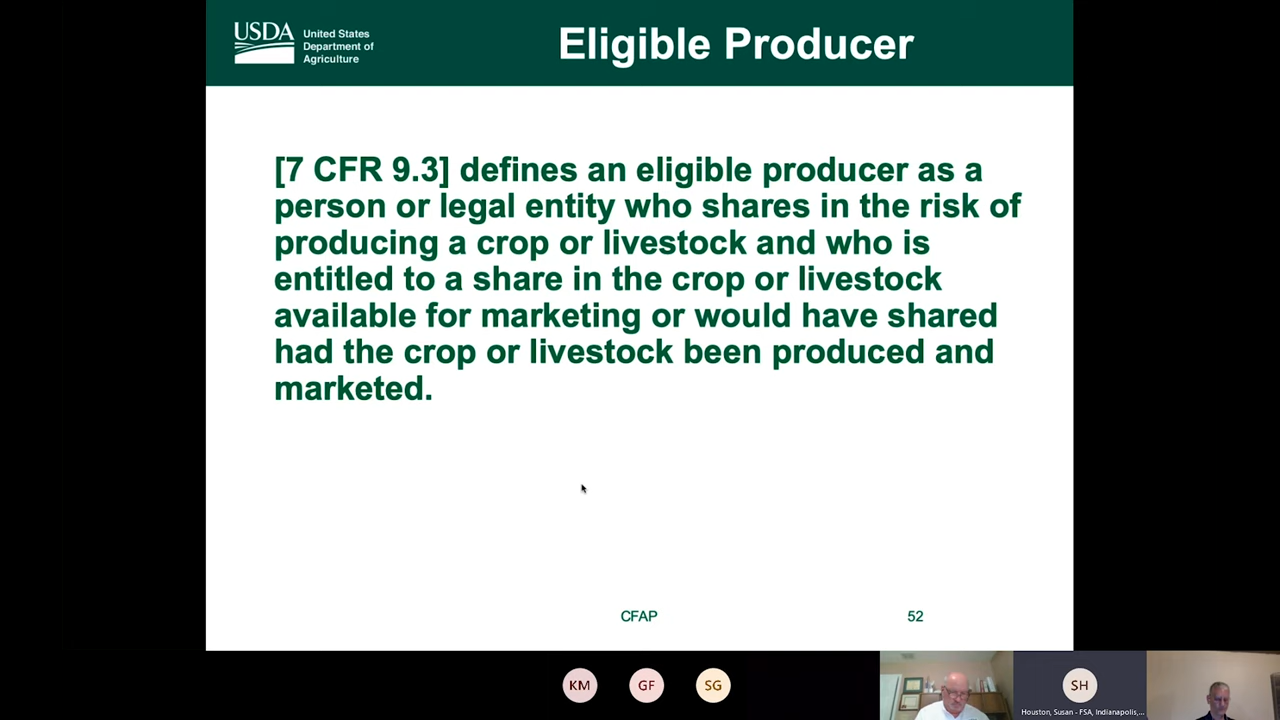 USDA
United States
Department of
Agriculture
Eligible Producer
[7 CFR 9.3] defines an eligible producer as a
person or legal entity who shares in the risk of
producing a crop or livestock and who is
entitled to a share in the crop or livestock
available for marketing or would have shared
had the crop or livestock been produced and
marketed.
CFAP
52
KM
GF
SG
SH
Houston, Susan - FSA, Indianapolis,...